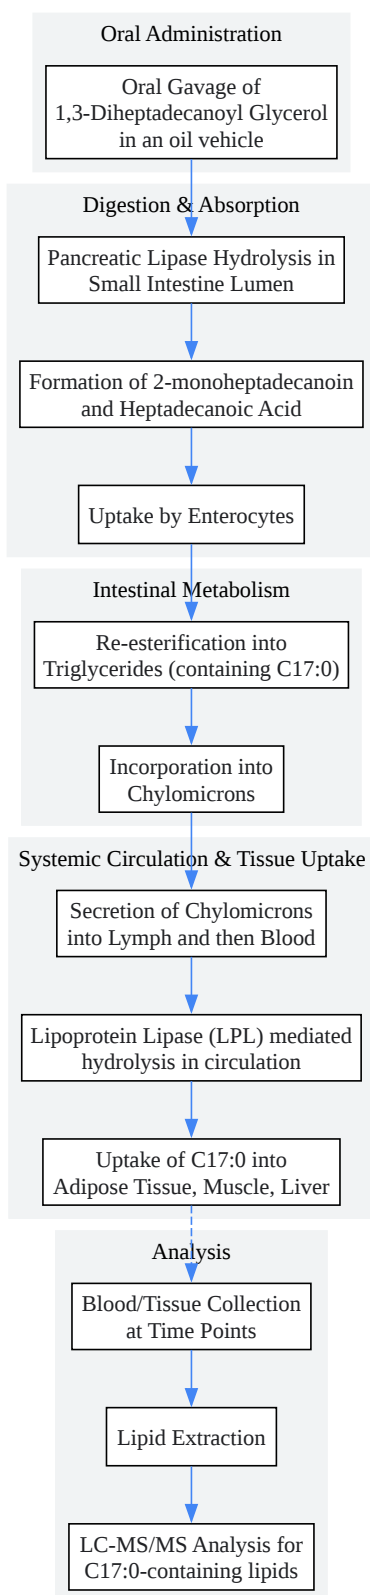 Oral Administration
Oral Gavage of
1,3-Diheptadecanoyl Glycerol
in an oil vehicle
Digestion & Absorption
Pancreatic Lipase Hydrolysis in
Small Intestine Lumen
Formation of 2-monoheptadecanoin
and Heptadecanoic Acid
Uptake by Enterocytes
Intestinal Metabolism
Re-esterification into
Triglycerides (containing C17:0)
Incorporation into
Chylomicrons
Systemic Circulation & Tissue Uptake
Secretion of Chylomicrons
into Lymph and then Blood
Lipoprotein Lipase (LPL) mediated
hydrolysis in circulation
Uptake of C17:0 into
Adipose Tissue, Muscle, Liver
Analysis
Blood/Tissue Collection
at Time Points
Lipid Extraction
LC-MS/MS Analysis for
C17:0-containing lipids